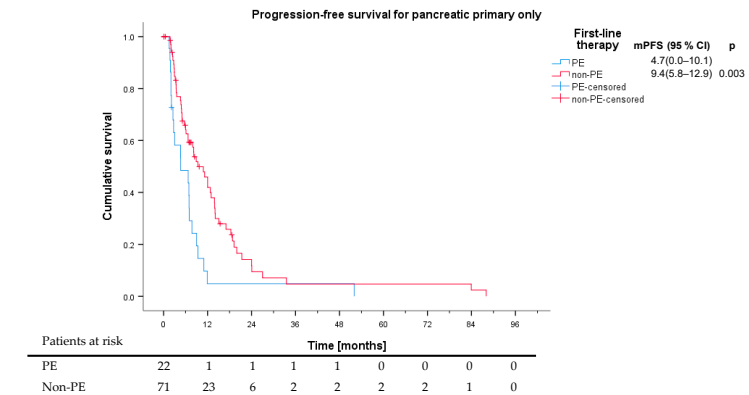 Progression-free survival for pancreatic primary only
First-line
therapy mPFS (95 % CI) p
PE 4.7(0.0–10.1)
non-PE 9.4(5.8–12.9) 0.003
PE-censored
non-PE-censored
Cumulative survival
1.0
0.8
0.6
0.4
0.2
0.0
0 12 24 36 48 60 72 84 96
Time [months]
Patients at risk
PE 22 1 1 1 1 0 0 0 0
Non-PE 71 23 6 2 2 2 2 1 0